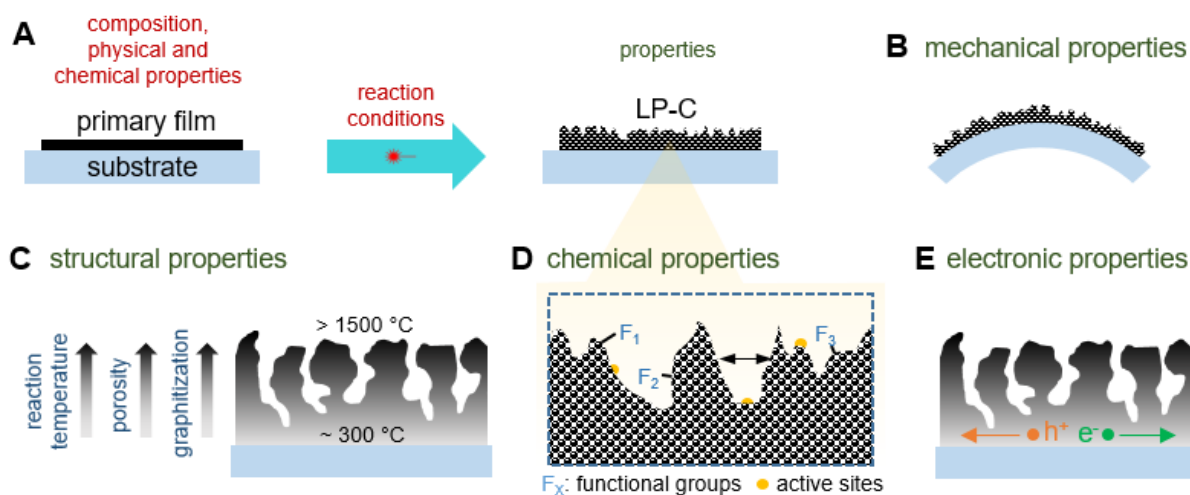 A
composition,
physical and
chemical properties
primary film
substrate
reaction
conditions
properties
LP-C
B mechanical properties
C structural properties
reaction
temperature
porosity
graphitization
> 1500 °C
~ 300 °C
D chemical properties
F1
F2
F3
Fx: functional groups active sites
E electronic properties
h+ e-